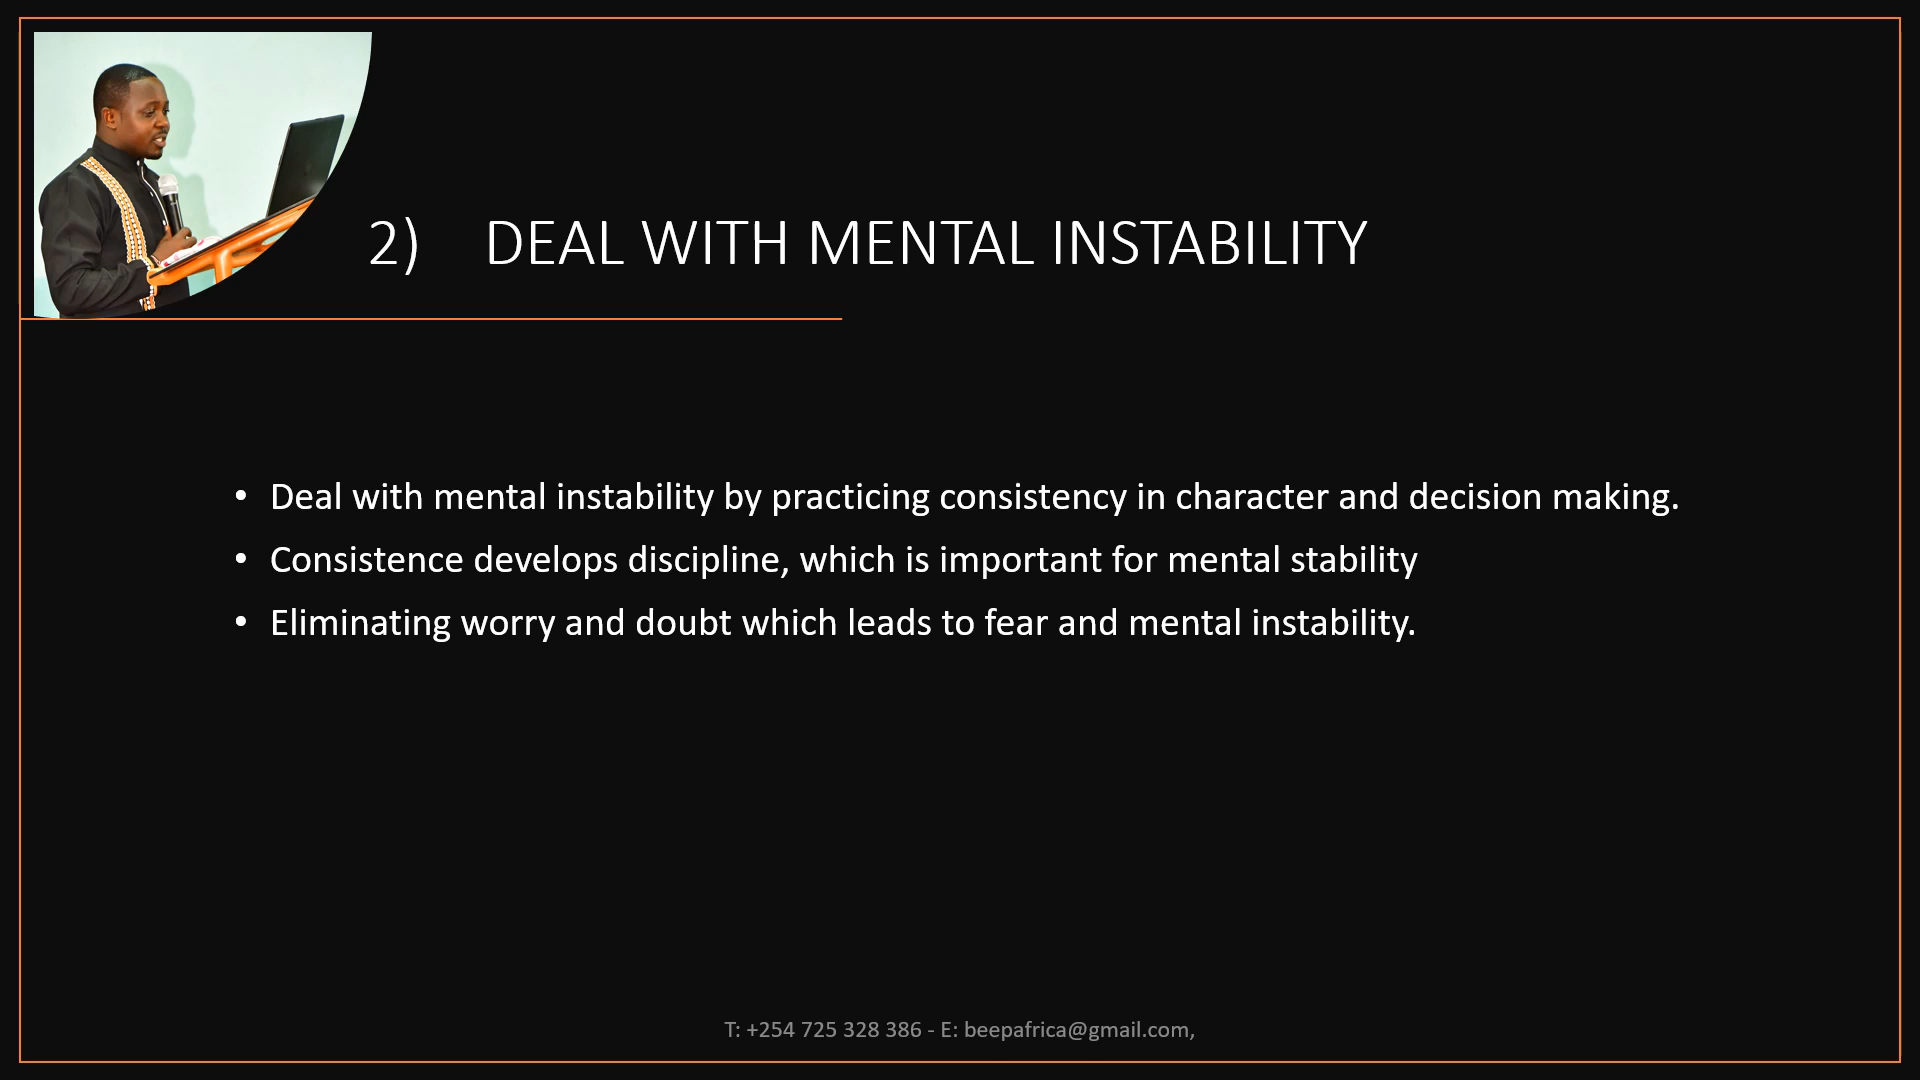 2) DEAL WITH MENTAL INSTABILITY
• Deal with mental instability by practicing consistency in character and decision making.
• Consistence develops discipline, which is important for mental stability
• Eliminating worry and doubt which leads to fear and mental instability.
T: +254 725 328 386 - E: beepafrica@gmail.com,